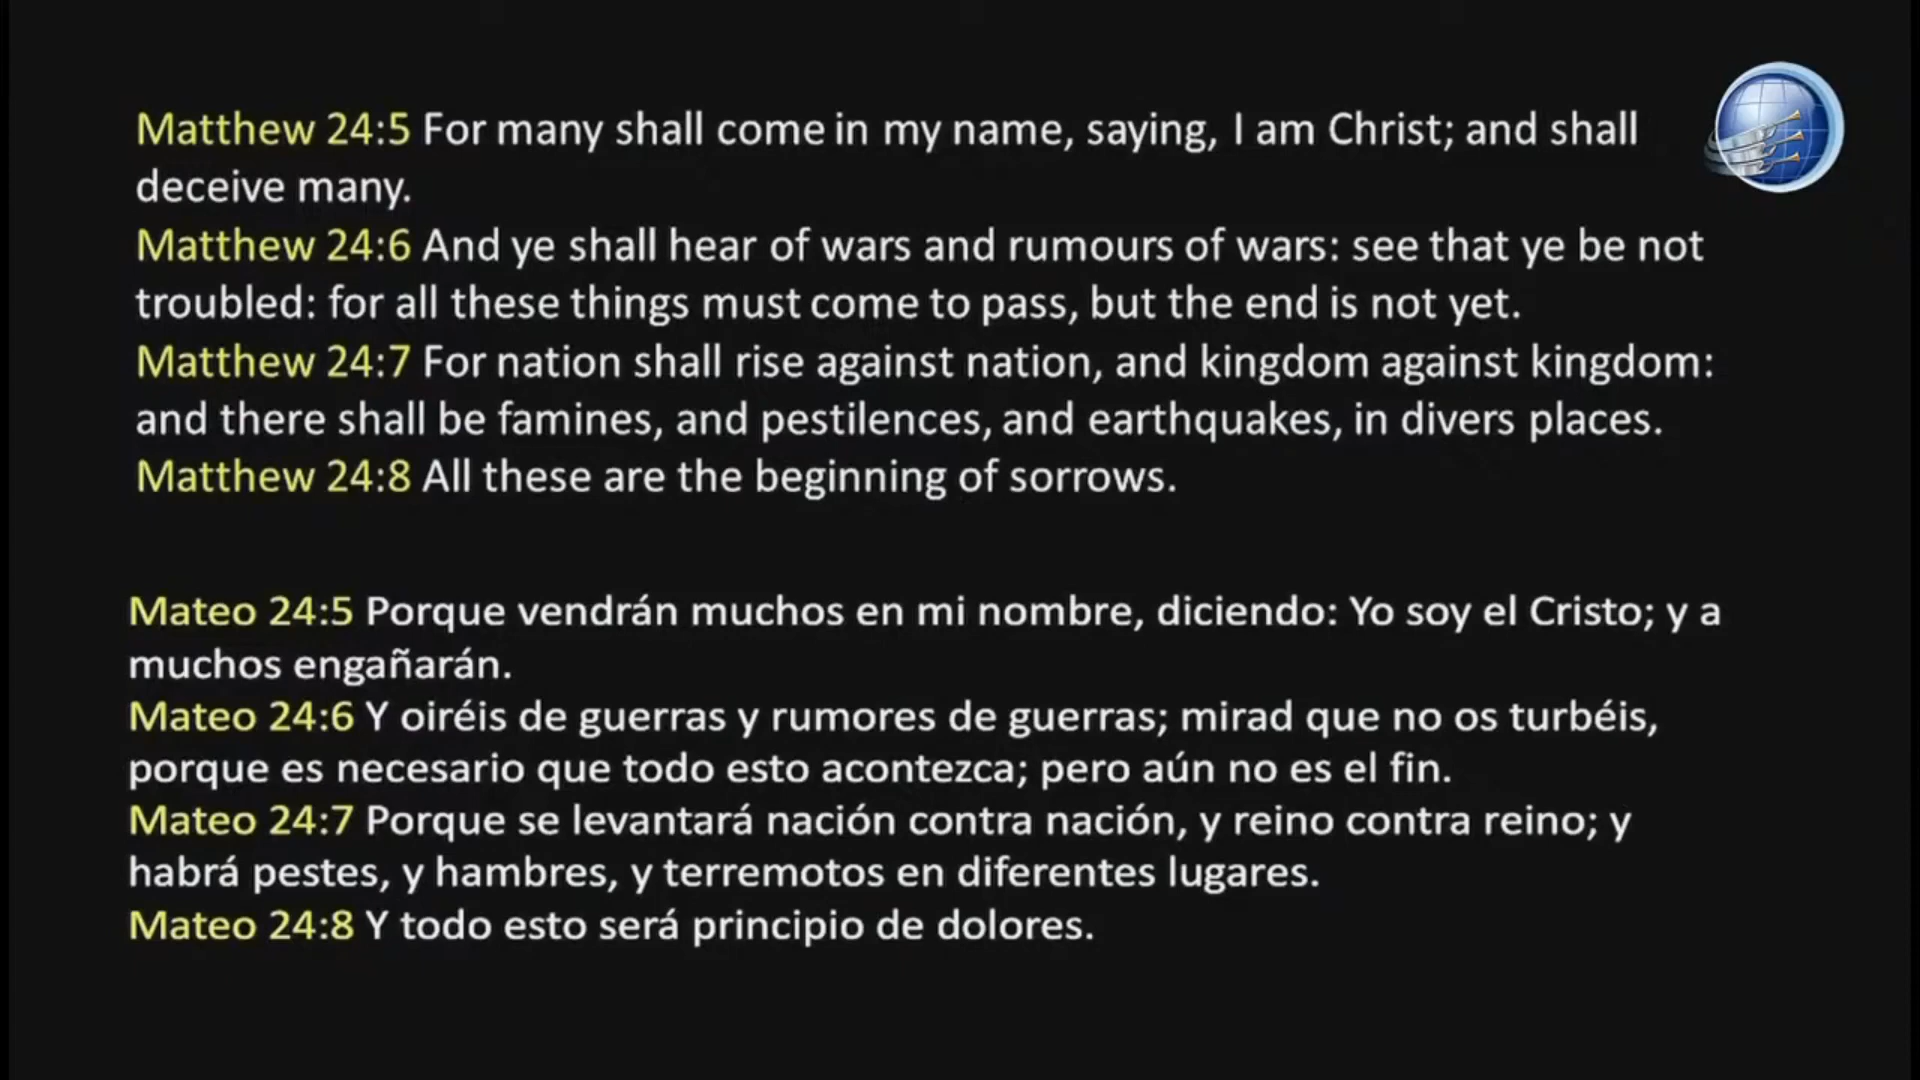 Matthew 24:5 For many shall come in my name, saying, I am Christ; and shall
deceive many.
Matthew 24:6 And ye shall hear of wars and rumours of wars: see that ye be not
troubled: for all these things must come to pass, but the end is not yet.
Matthew 24:7 For nation shall rise against nation, and kingdom against kingdom:
and there shall be famines, and pestilences, and earthquakes, in divers places.
Matthew 24:8 All these are the beginning of sorrows.
Mateo 24:5 Porque vendrán muchos en mi nombre, diciendo: Yo soy el Cristo; y a
muchos engañarán.
Mateo 24:6 Y oiréis de guerras y rumores de guerras; mirad que no os turbéis,
porque es necesario que todo esto acontezca; pero aún no es el fin.
Mateo 24:7 Porque se levantará nación contra nación, y reino contra reino; y
habrá pestes, y hambres, y terremotos en diferentes lugares.
Mateo 24:8 Y todo esto será principio de dolores.